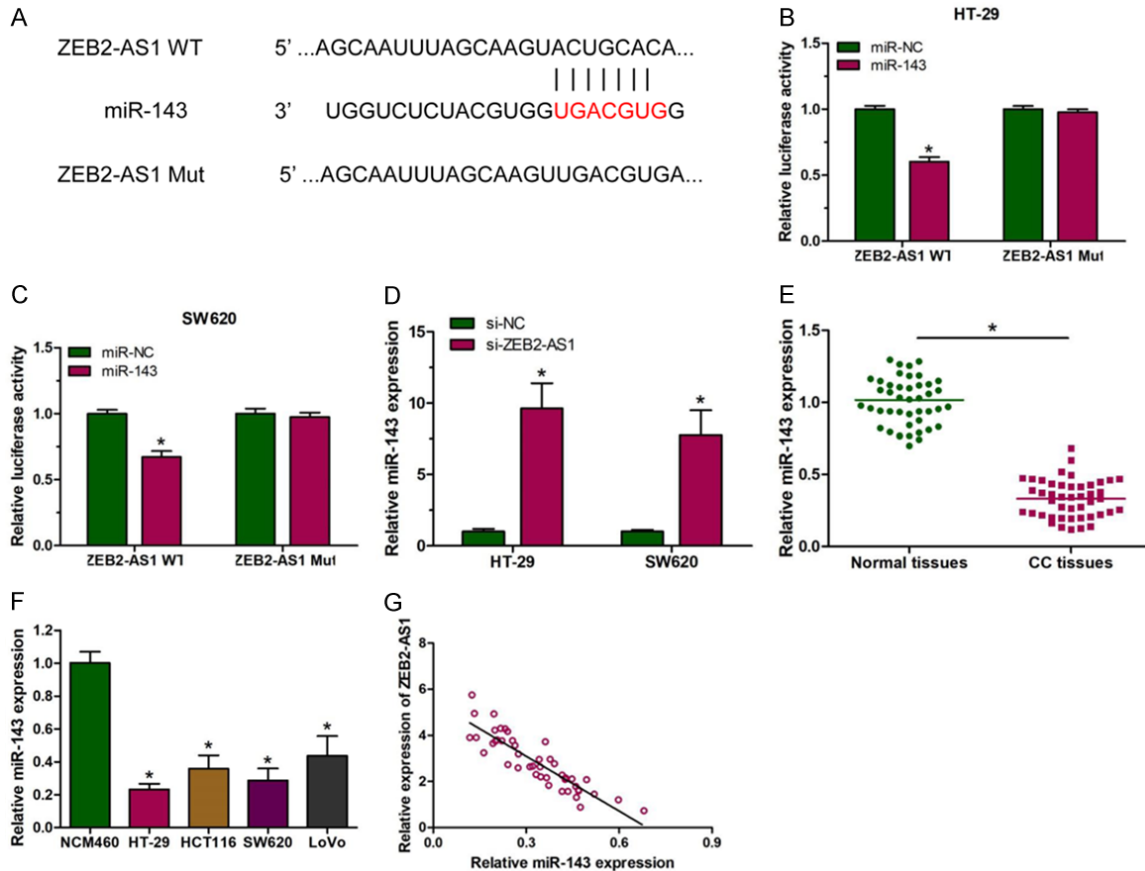 A
ZEB2-AS1 WT 5’ ...AGCAAUUUAGCAAGUACUGCACA...
miR-143 3’ UGGUCUCUACGUGGUGACGUGG
ZEB2-AS1 Mut 5’ ...AGCAAUUUAGCAAGUUGACGUGA...
B
HT-29
miR-NC
miR-143
Relative luciferase activity
1.5
1.0
0.5
0.0
*
ZEB2-AS1 WT ZEB2-AS1 Mut
C
SW620
miR-NC
miR-143
Relative luciferase activity
1.5
1.0
0.5
0.0
*
ZEB2-AS1 WT ZEB2-AS1 Mut
D
si-NC
si-ZEB2-AS1
Relative miR-143 expression
15
10
5
0
* *
HT-29 SW620
E
Relative miR-143 expression
1.5
1.0
0.5
0.0
*
Normal tissues CC tissues
F
Relative miR-143 expression
1.2
1.0
0.8
0.6
0.4
0.2
0.0
* * * *
NCM460 HT-29 HCT116 SW620 LoVo
G
Relative expression of ZEB2-AS1
8
6
4
2
0
0.0 0.3 0.6 0.9
Relative miR-143 expression